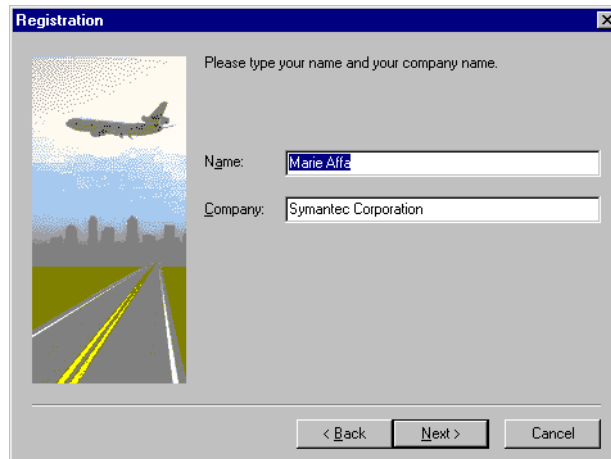 Registration
Please type your name and your company name.
Name: Marie Affa
Company: Symantec Corporation
< Back Next > Cancel